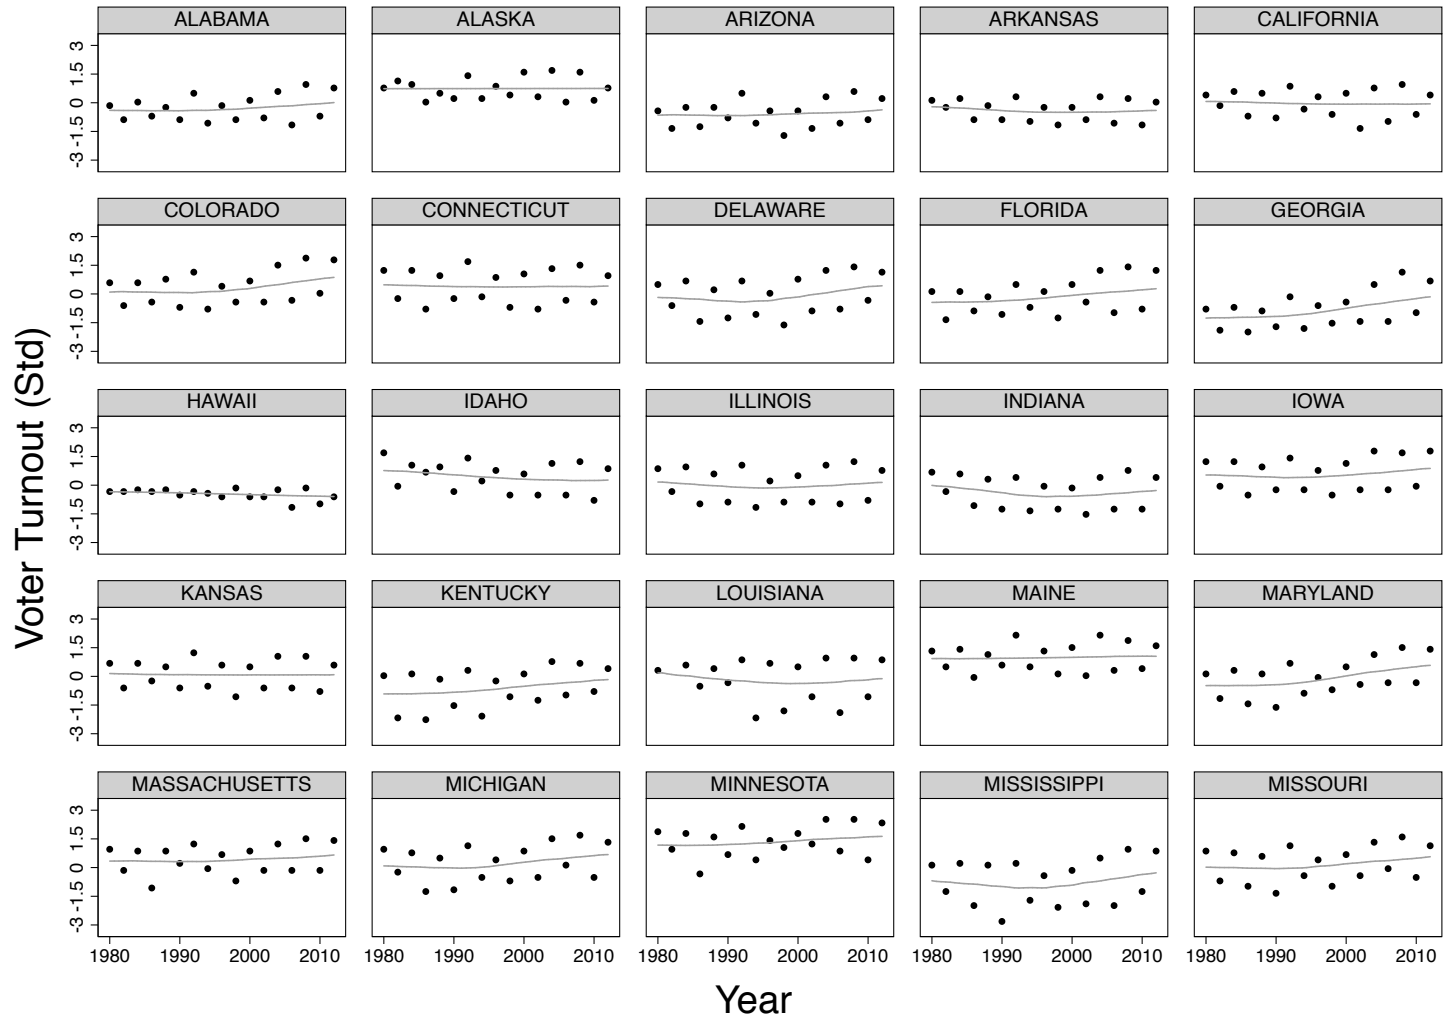 ALABAMA ALASKA ARIZONA ARKANSAS CALIFORNIA
-3 -1.5 0 1.5 3
COLORADO CONNECTICUT DELAWARE FLORIDA GEORGIA
-3 -1.5 0 1.5 3
HAWAII IDAHO ILLINOIS INDIANA IOWA
-3 -1.5 0 1.5 3
KANSAS KENTUCKY LOUISIANA MAINE MARYLAND
-3 -1.5 0 1.5 3
MASSACHUSETTS MICHIGAN MINNESOTA MISSISSIPPI MISSOURI
-3 -1.5 0 1.5 3
Voter Turnout (Std)
1980 1990 2000 2010 1980 1990 2000 2010 1980 1990 2000 2010 1980 1990 2000 2010 1980 1990 2000 2010
Year